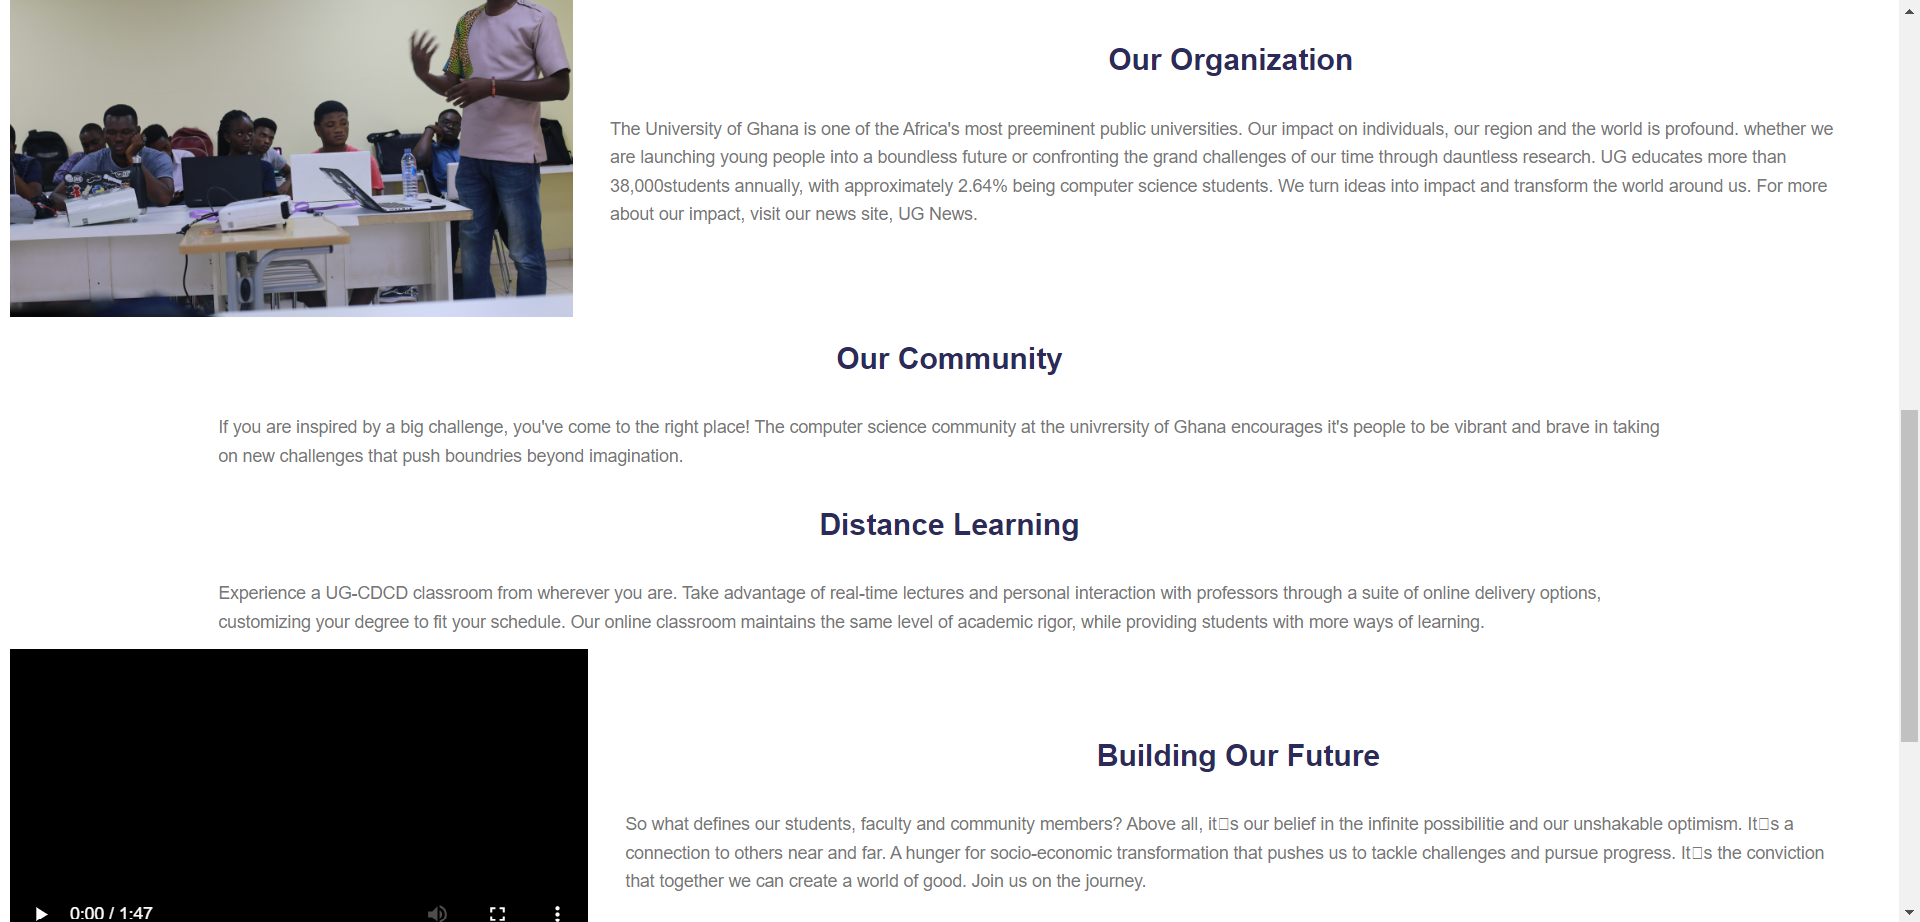 Our Organization
The University of Ghana is one of the Africa's most preeminent public universities. Our impact on individuals, our region and the world is profound. whether we
are launching young people into a boundless future or confronting the grand challenges of our time through dauntless research. UG educates more than
38,000students annually, with approximately 2.64% being computer science students. We turn ideas into impact and transform the world around us. For more
about our impact, visit our news site, UG News.
Our Community
If you are inspired by a big challenge, you've come to the right place! The computer science community at the univrersity of Ghana encourages it's people to be vibrant and brave in taking
on new challenges that push boundries beyond imagination.
Distance Learning
Experience a UG-CDCD classroom from wherever you are. Take advantage of real-time lectures and personal interaction with professors through a suite of online delivery options,
customizing your degree to fit your schedule. Our online classroom maintains the same level of academic rigor, while providing students with more ways of learning.
Building Our Future
So what defines our students, faculty and community members? Above all, it□s our belief in the infinite possibilitie and our unshakable optimism. It□s a
connection to others near and far. A hunger for socio-economic transformation that pushes us to tackle challenges and pursue progress. It□s the conviction
that together we can create a world of good. Join us on the journey.
0:00 / 1:47